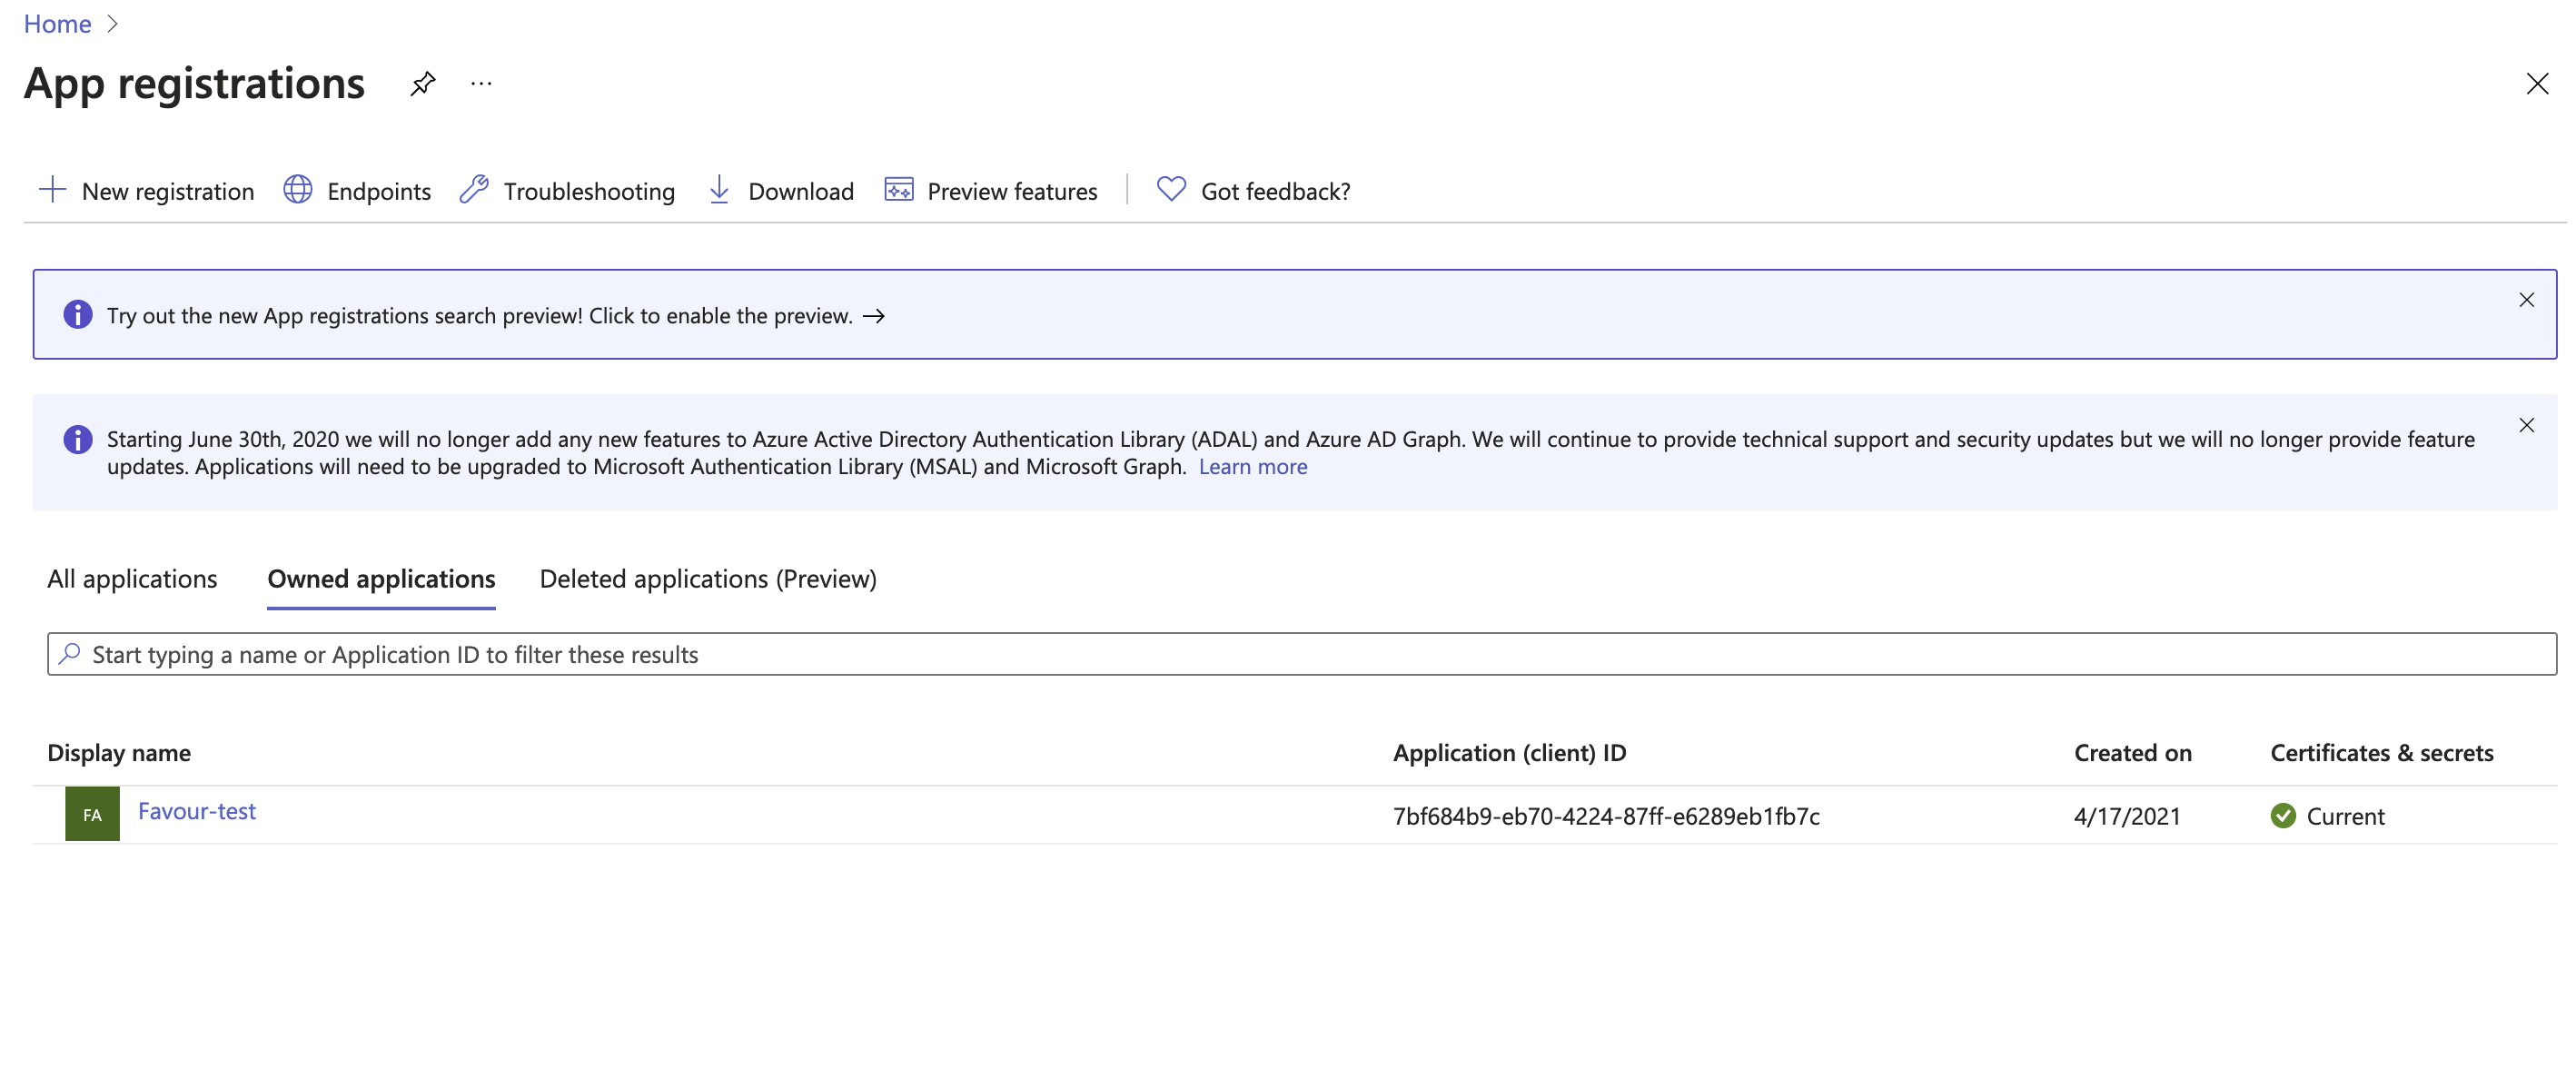 Home
App registrations
New registration Endpoints Troubleshooting Download Preview features Got feedback?
Try out the new App registrations search preview! Click to enable the preview. →
Starting June 30th, 2020 we will no longer add any new features to Azure Active Directory Authentication Library (ADAL) and Azure AD Graph. We will continue to provide technical support and security updates but we will no longer provide feature
updates. Applications will need to be upgraded to Microsoft Authentication Library (MSAL) and Microsoft Graph. Learn more
All applications Owned applications Deleted applications (Preview)
Start typing a name or Application ID to filter these results
Display name Application (client) ID Created on Certificates & secrets
FA Favour-test 7bf684b9-eb70-4224-87ff-e6289eb1fb7c 4/17/2021 Current